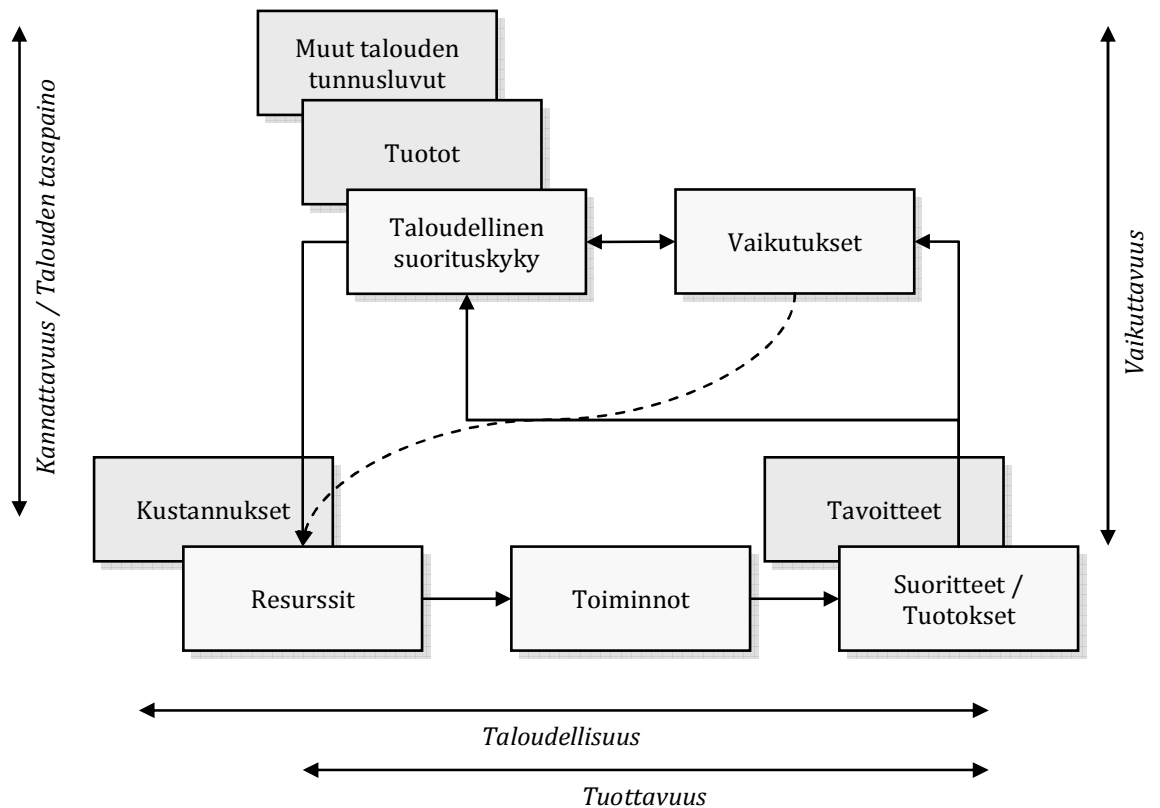 Muut talouden
tunnusluvut
Tuotot
Taloudellinen
suorituskyky
Vaikutukset
Kannattavuus / Talouden tasapaino
Vaikuttavuus
Kustannukset
Tavoitteet
Resurssit
Toiminnot
Suoritteet /
Tuotokset
Taloudellisuus
Tuottavuus